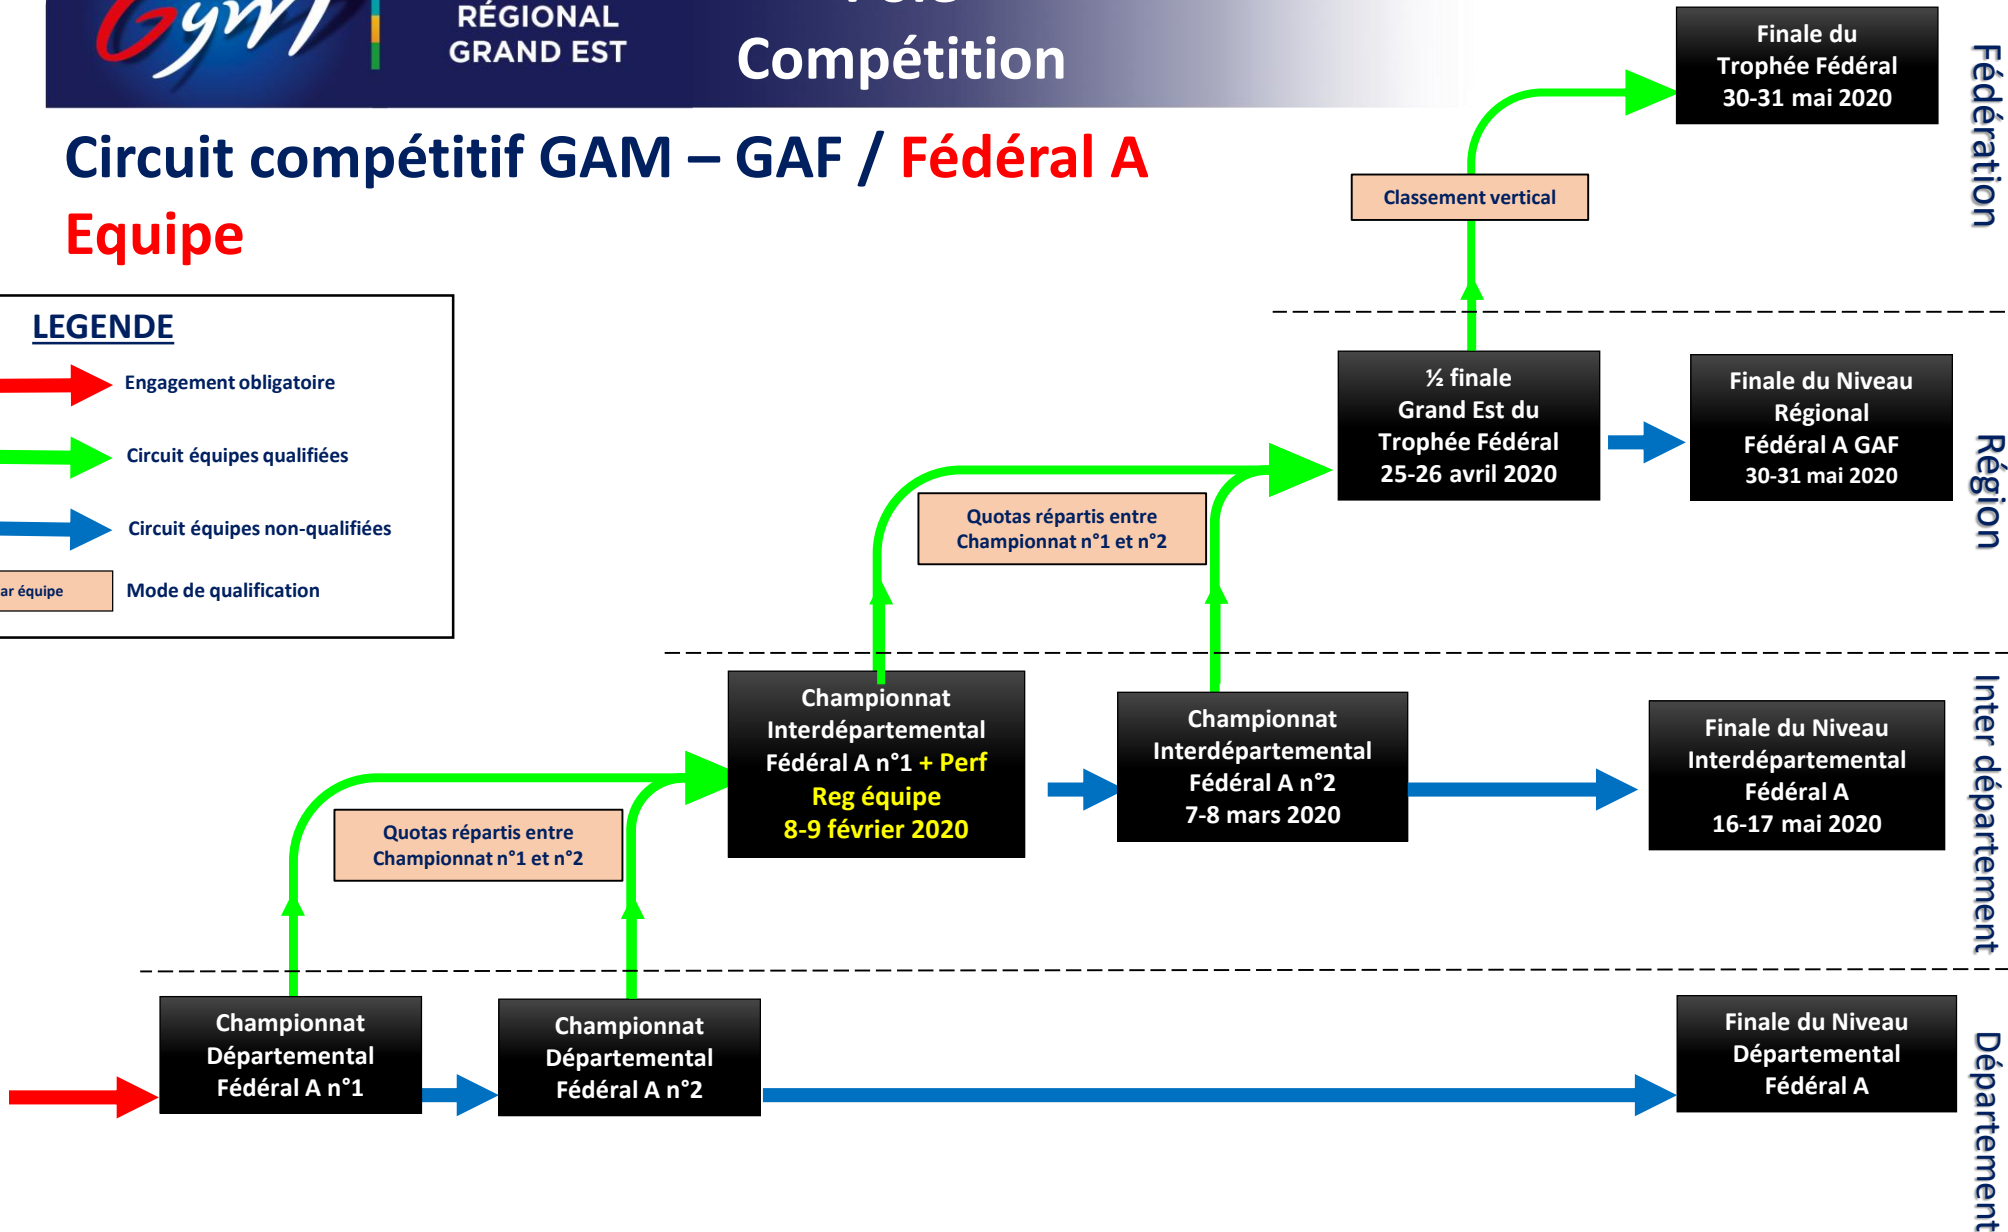 Gym
RÉGIONAL
GRAND EST
Compétition
Circuit compétitif GAM – GAF / Fédéral A
Equipe
LEGENDE
Engagement obligatoire
Circuit équipes qualifiées
Circuit équipes non-qualifiées
ar équipe
Mode de qualification
Finale du
Trophée Fédéral
30-31 mai 2020
Fédération
Classement vertical
½ finale
Grand Est du
Trophée Fédéral
25-26 avril 2020
Finale du Niveau
Régional
Fédéral A GAF
30-31 mai 2020
Région
Quotas répartis entre
Championnat n°1 et n°2
Championnat
Interdépartemental
Fédéral A n°1 + Perf
Reg équipe
8-9 février 2020
Championnat
Interdépartemental
Fédéral A n°2
7-8 mars 2020
Finale du Niveau
Interdépartemental
Fédéral A
16-17 mai 2020
Inter département
Quotas répartis entre
Championnat n°1 et n°2
Championnat
Départemental
Fédéral A n°1
Championnat
Départemental
Fédéral A n°2
Finale du Niveau
Départemental
Fédéral A
Département